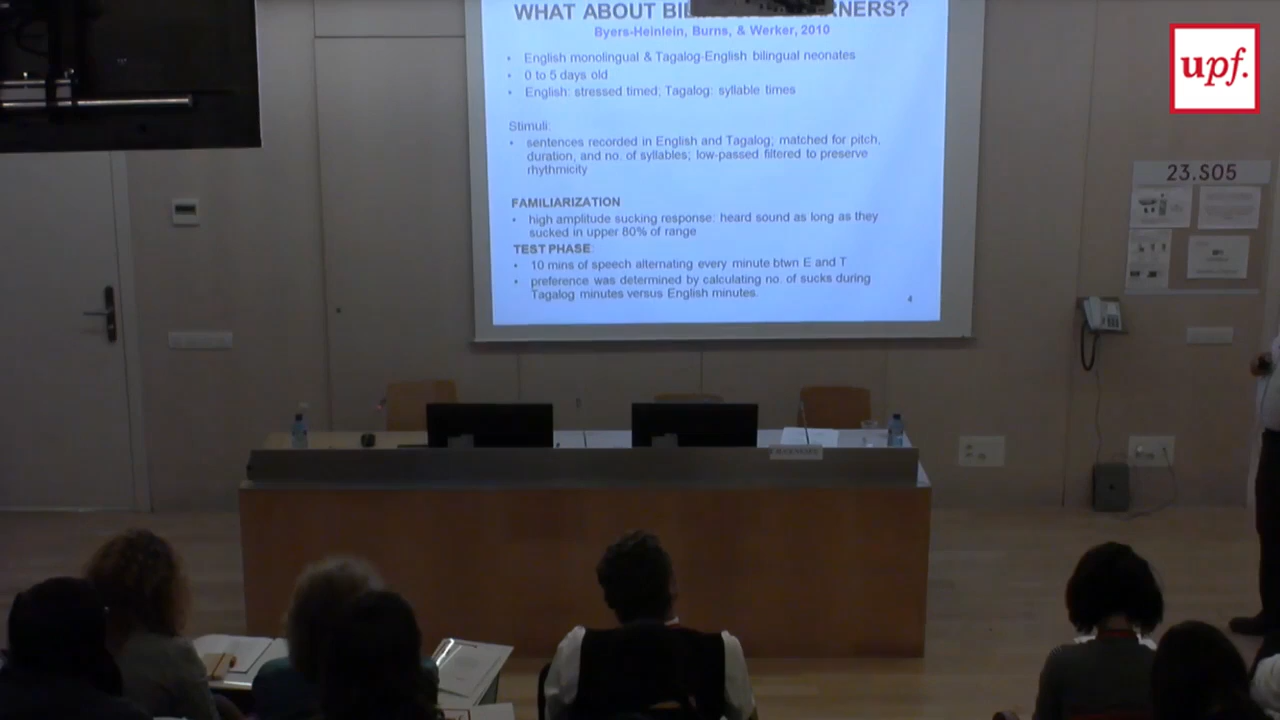 WHAT ABOUT BI RNERS?
Byers-Heinlein, Burns, & Werker, 2010
• English monolingual & Tagalog-English bilingual neonates
• 0 to 5 days old
• English: stressed timed; Tagalog: syllable times
Stimuli:
• sentences recorded in English and Tagalog; matched for pitch,
duration, and no. of syllables; low-passed filtered to preserve
rhythmicity
FAMILIARIZATION
• high amplitude sucking response: heard sound as long as they
sucked in upper 80% of range
TEST PHASE:
• 10 mins of speech alternating every minute btwn E and T
• preference was determined by calculating no. of sucks during
Tagalog minutes versus English minutes.
4
upf.
23.S05